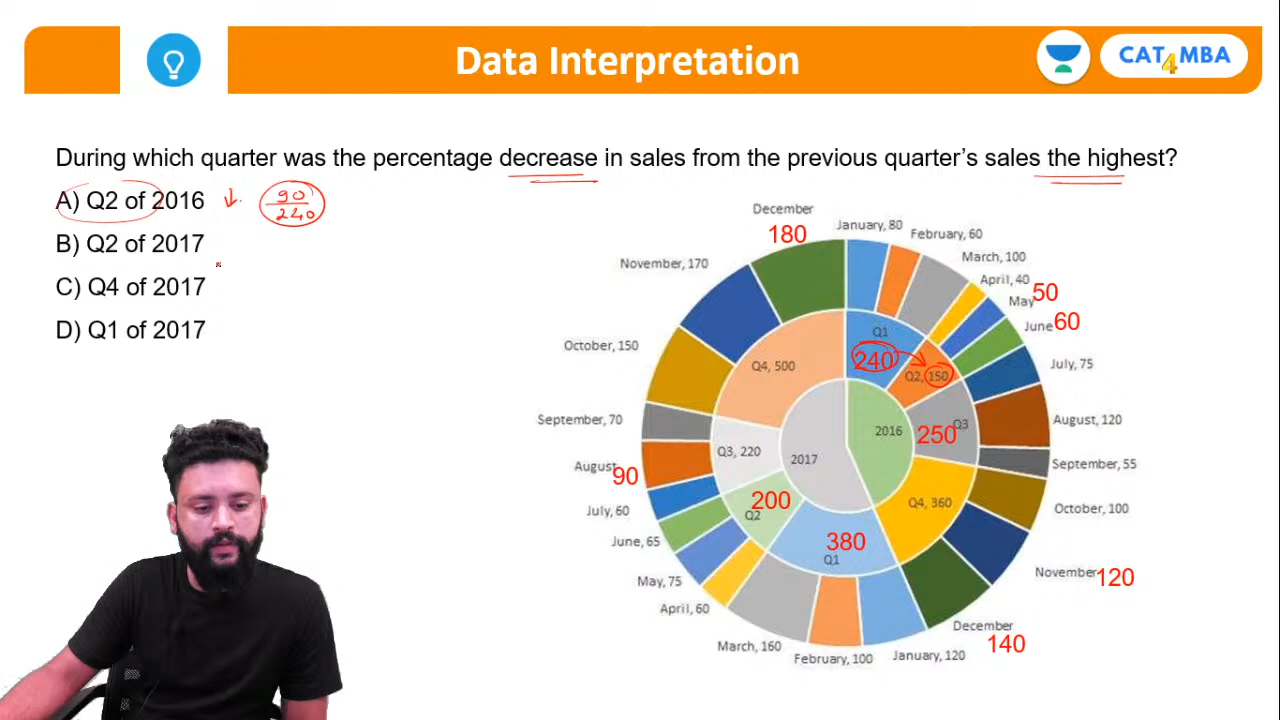 Data Interpretation
CAT4MBA
During which quarter was the percentage decrease in sales from the previous quarter's sales the highest?
A) Q2 of 2016
90
240
B) Q2 of 2017
C) Q4 of 2017
D) Q1 of 2017
December
180
January, 80
February, 60
March, 100
April, 40
May 50
June 60
July, 75
August, 120
September, 55
October, 100
November 120
December
140
January, 120
February, 100
March, 160
April, 60
May, 75
June, 65
July, 60
August
90
September, 70
October, 150
November, 170
Q1
240
Q2, 150
Q3
250
Q4, 360
Q1
380
Q2
200
Q3, 220
Q4, 500
2016
2017